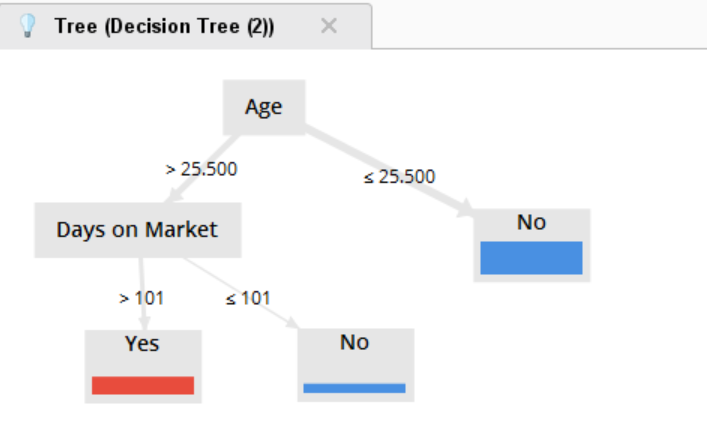 Tree (Decision Tree (2))
Age
> 25.500
≤ 25.500
Days on Market
No
> 101
≤ 101
Yes
No